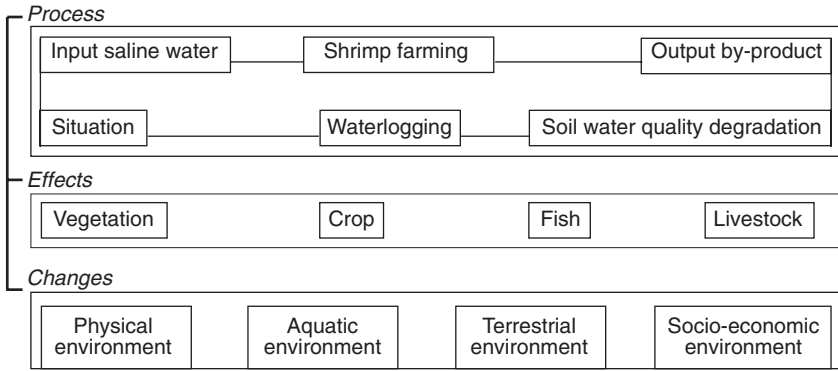 Process
Input saline water
Shrimp farming
Output by-product
Situation
Waterlogging
Soil water quality degradation
Effects
Vegetation
Crop
Fish
Livestock
Changes
Physical
environment
Aquatic
environment
Terrestrial
environment
Socio-economic
environment